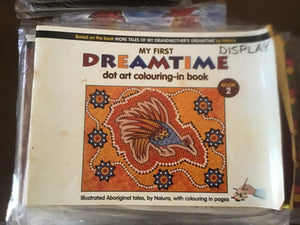 Based on the book MORE TALES OF MY GRANDMOTHER'S DREAMTIME by NAIURA
DISPLAY
MY FIRST
DREAMTIME
dot art colouring-in book
BOOK
2
Illustrated Aboriginal tales, by Naiura, with colouring in pages